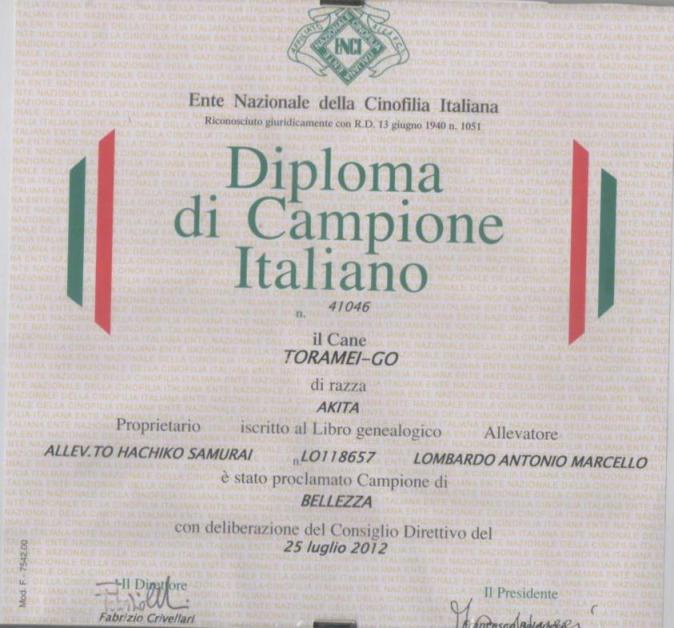 ENCI
Ente Nazionale della Cinofilia Italiana
Riconosciuto giuridicamente con R.D. 13 giugno 1940 n. 1051
Diploma
di Campione
Italiano
n. 41046
il Cane
TORAMEI-GO
di razza
AKITA
Proprietario iscritto al Libro genealogico Allevatore
ALLEV.TO HACHIKO SAMURAI n LO118657 LOMBARDO ANTONIO MARCELLO
è stato proclamato Campione di
BELLEZZA
con deliberazione del Consiglio Direttivo del
25 luglio 2012
Il Direttore Il Presidente
Fabrizio Crivellari
Mod. F - 7542.00